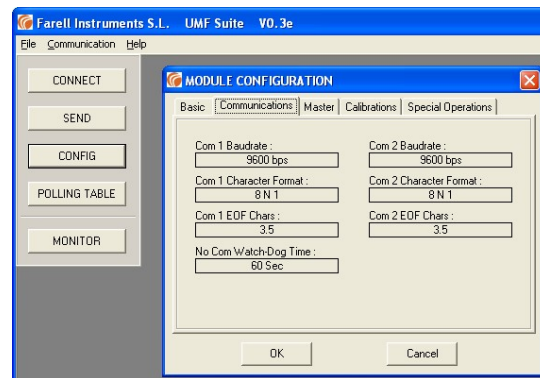 Farell Instruments S.L.    UMF Suite    V0.3e
File  Communication  Help
CONNECT
SEND
CONFIG
POLLING TABLE
MONITOR
MODULE CONFIGURATION
Basic  Communications  Master  Calibrations  Special Operations
Com 1 Baudrate :  Com 2 Baudrate :
9600 bps  9600 bps
Com 1 Character Format :  Com 2 Character Format :
8 N 1  8 N 1
Com 1 EOF Chars :  Com 2 EOF Chars :
3.5  3.5
No Com Watch-Dog Time :
60 Sec
OK  Cancel